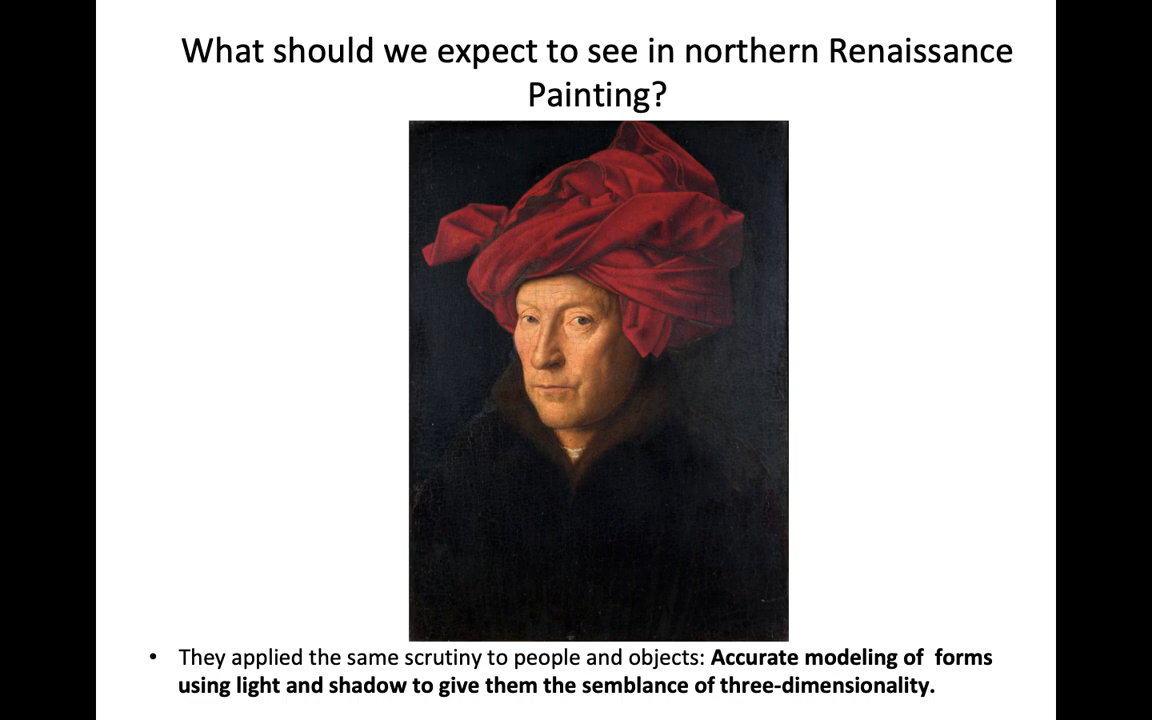 What should we expect to see in northern Renaissance
Painting?
• They applied the same scrutiny to people and objects: Accurate modeling of forms
using light and shadow to give them the semblance of three-dimensionality.